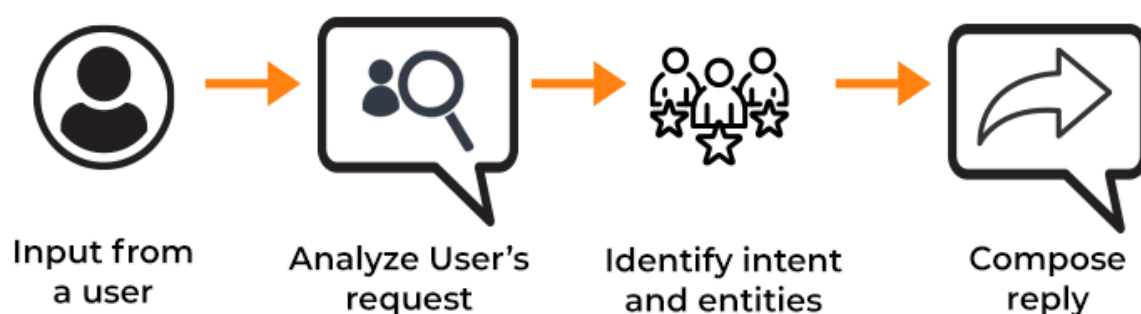 Input from
a user
Analyze User's
request
Identify intent
and entities
Compose
reply